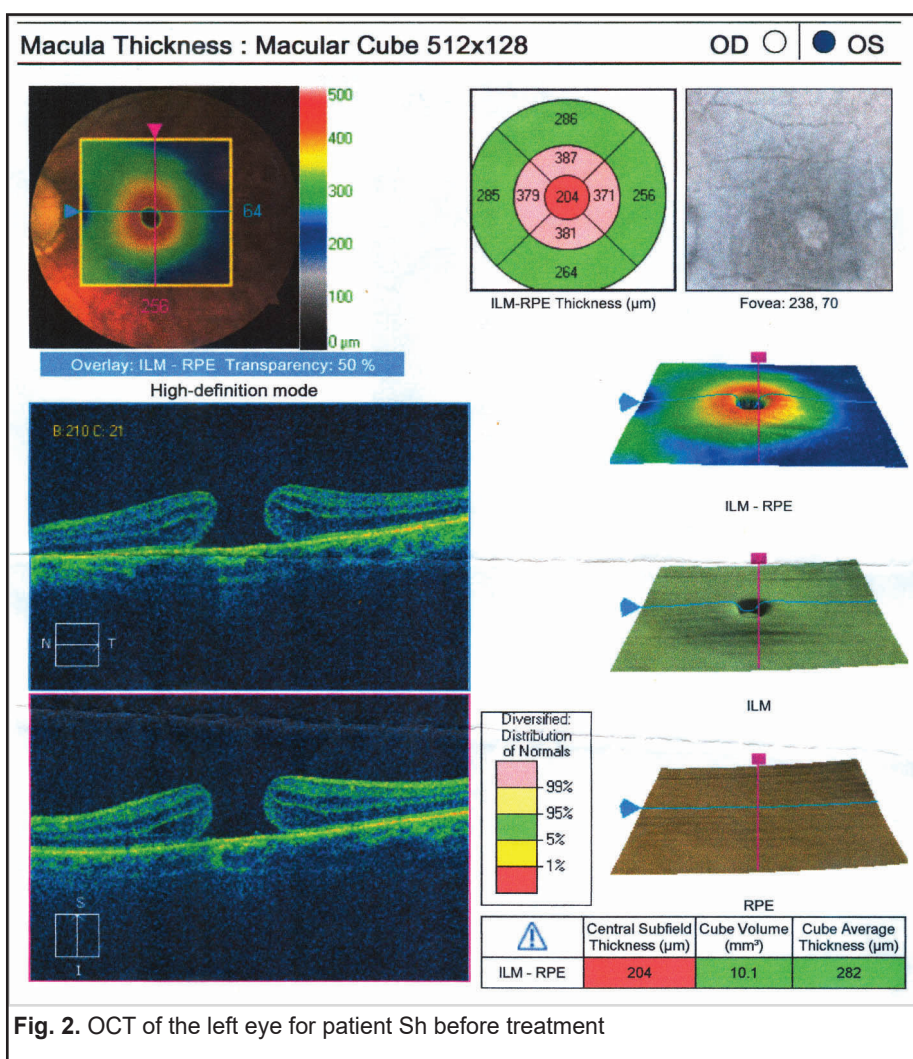 Macula Thickness : Macular Cube 512x128
OD OS
500
400
300
200
100
0 µm
64
256
Overlay: ILM - RPE Transparency: 50 %
286
387
285 379 204 371 256
381
264
ILM-RPE Thickness (µm)
Fovea: 238, 70
High-definition mode
B:210 C: 21
N T
S
I
ILM - RPE
ILM
RPE
Diversified:
Distribution
of Normals
99%
95%
5%
1%
Central Subfield Thickness (µm) Cube Volume (mm³) Cube Average Thickness (µm)
ILM - RPE 204 10.1 282
Fig. 2. OCT of the left eye for patient Sh before treatment